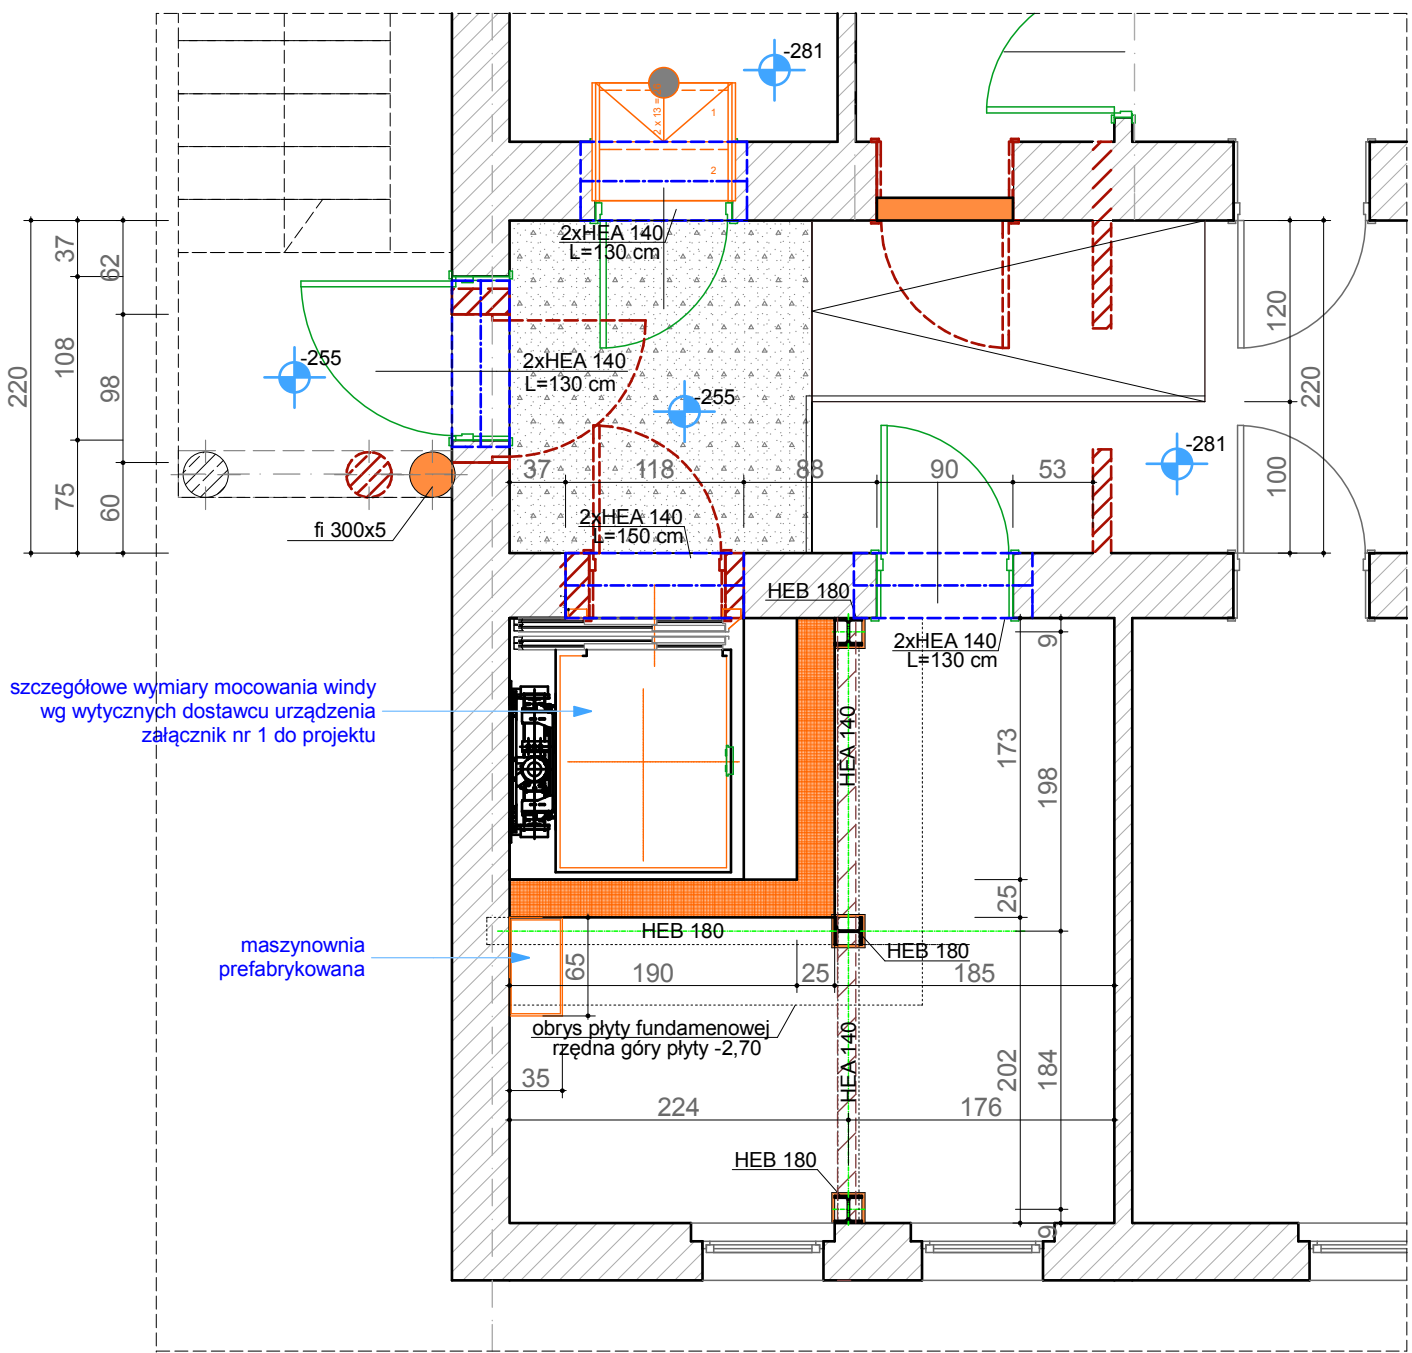 -281
2 x 13 =
1
2
2xHEA 140
L=130 cm
37
62
120
108
98
220
220
-255
2xHEA 140
L=130 cm
-255
-281
75
60
37
118
88
90
53
100
fi 300x5
2xHEA 140
L=150 cm
HEB 180
2xHEA 140
L=130 cm
9
szczegółowe wymiary mocowania windy
wg wytycznych dostawcu urządzenia
załącznik nr 1 do projektu
HEA 140
173
198
25
maszynownia
prefabrykowana
HEB 180
HEB 180
65
190
25
185
obrys płyty fundamenowej
rzędna góry płyty -2,70
HEA 140
202
184
35
224
176
HEB 180
9